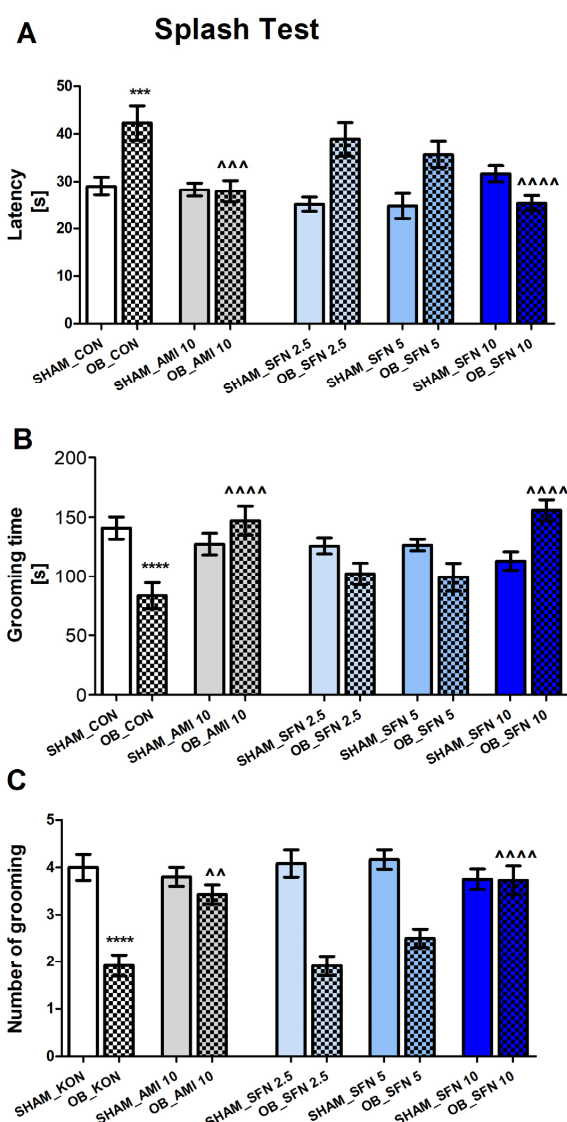 A
Splash Test
Latency
[s]
50
40
30
20
10
0
***
^^^
^^^^
SHAM_CON
OB_CON
SHAM_AMI 10
OB_AMI 10
SHAM_SFN 2.5
OB_SFN 2.5
SHAM_SFN 5
OB_SFN 5
SHAM_SFN 10
OB_SFN 10
B
Grooming time
[s]
200
150
100
50
0
****
^^^^
^^^^
SHAM_CON
OB_CON
SHAM_AMI 10
OB_AMI 10
SHAM_SFN 2.5
OB_SFN 2.5
SHAM_SFN 5
OB_SFN 5
SHAM_SFN 10
OB_SFN 10
C
Number of grooming
5
4
3
2
1
0
****
^^
^^^^
SHAM_KON
OB_KON
SHAM_AMI 10
OB_AMI 10
SHAM_SFN 2.5
OB_SFN 2.5
SHAM_SFN 5
OB_SFN 5
SHAM_SFN 10
OB_SFN 10